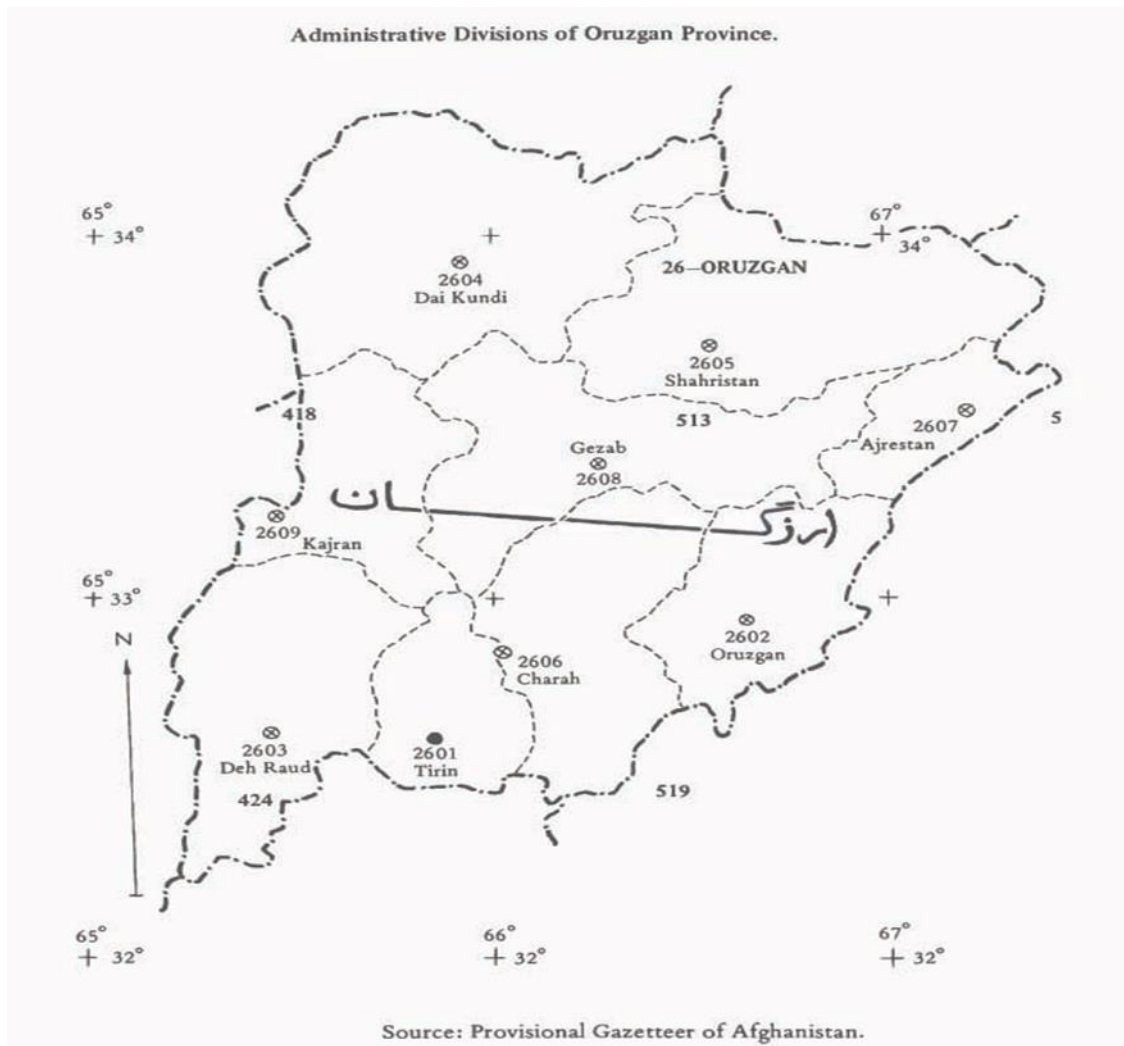 Administrative Divisions of Oruzgan Province.
65°
34°
67°
34°
26—ORUZGAN
2604
Dai Kundi
2605
Shahristan
418
513
5
2607
Ajrestan
Gezab
2608
ارزگان
2609
Kajran
65°
33°
N
2602
Oruzgan
2606
Charah
2603
Deh Raud
2601
Tirin
424
519
65°
32°
66°
32°
67°
32°
Source: Provisional Gazetteer of Afghanistan.